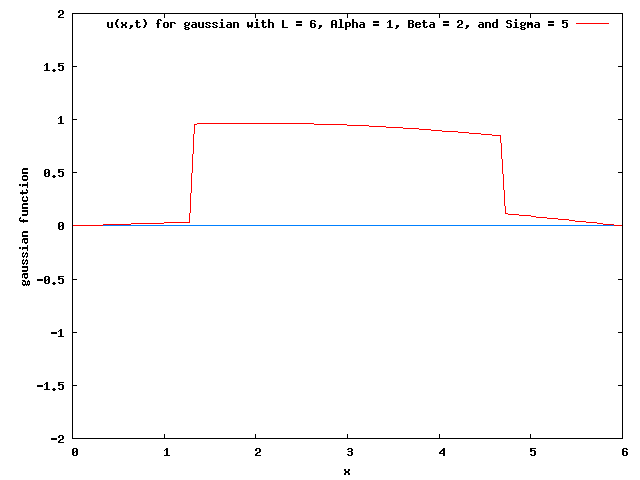 2
u(x,t) for gaussian with L = 6, Alpha = 1, Beta = 2, and Sigma = 5
1.5
1
0.5
0
-0.5
-1
-1.5
-2
gaussian function
0 1 2 3 4 5 6
x